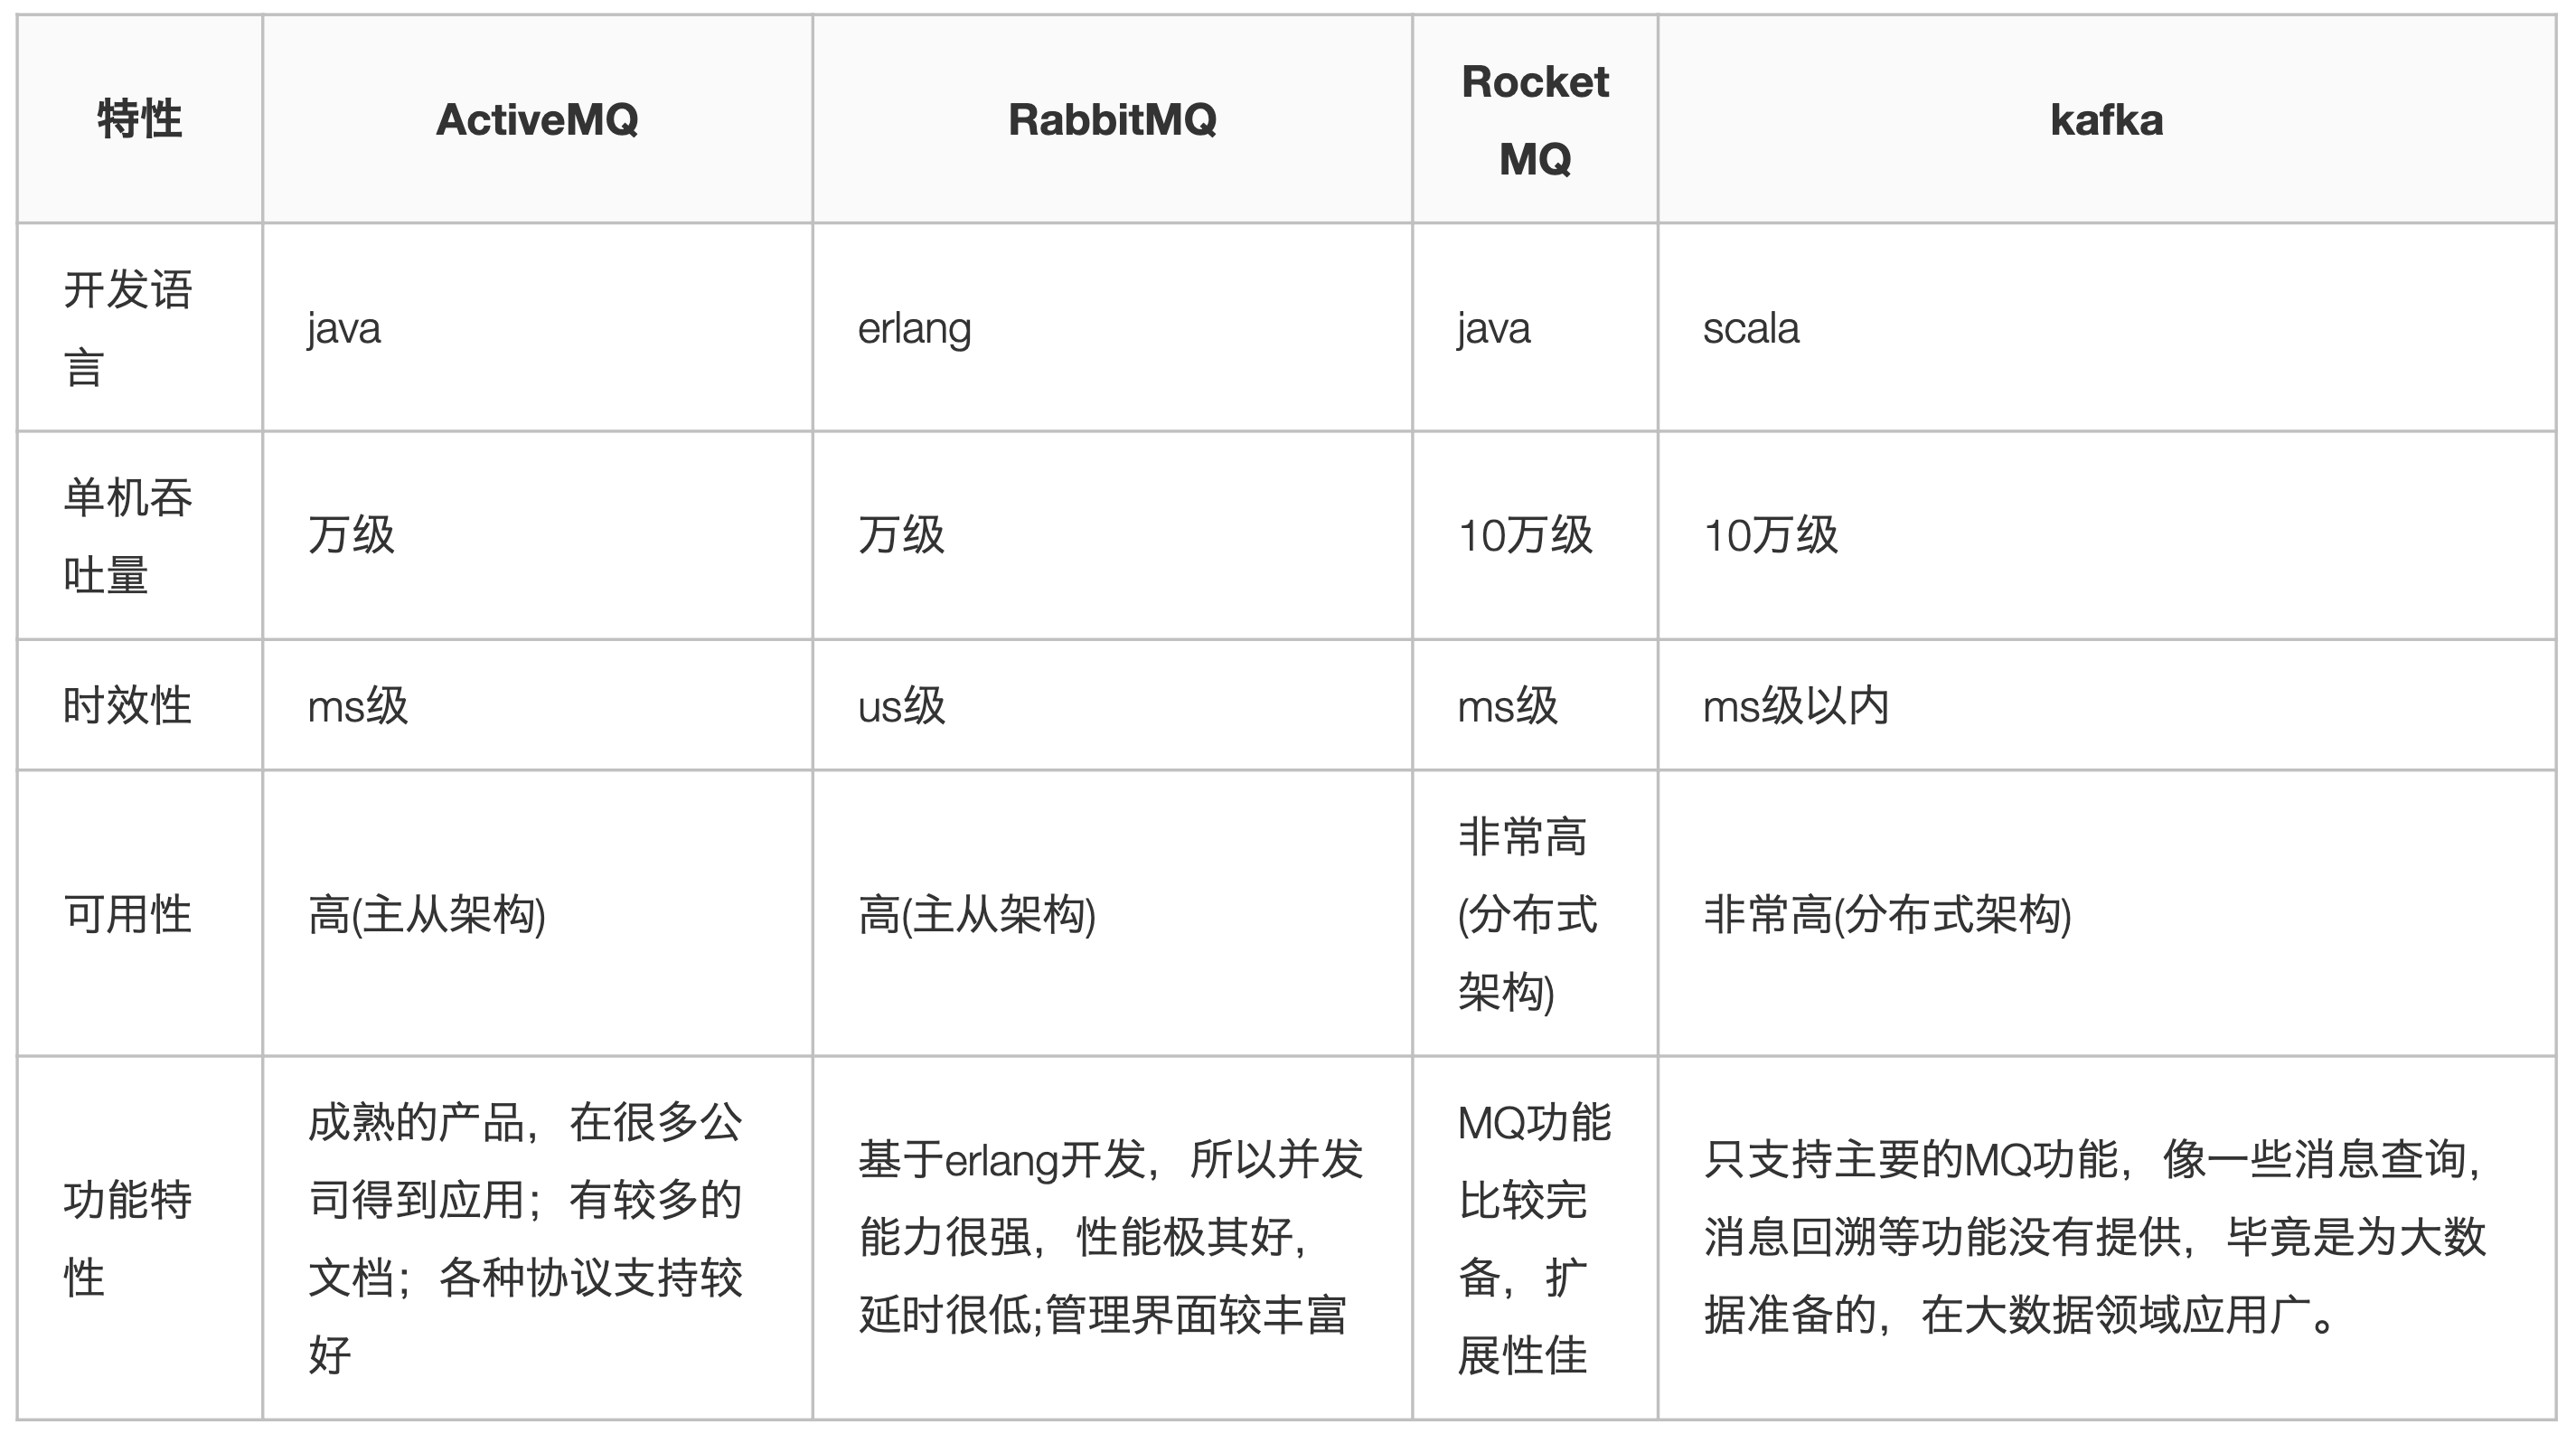 特性
ActiveMQ
RabbitMQ
Rocket
MQ
kafka
开发语
言
java
erlang
java
scala
单机吞
吐量
万级
万级
10万级
10万级
时效性
ms级
us级
ms级
ms级以内
可用性
高(主从架构)
高(主从架构)
非常高
(分布式
架构)
非常高(分布式架构)
功能特
性
成熟的产品，在很多公
司得到应用；有较多的
文档；各种协议支持较
好
基于erlang开发，所以并发
能力很强，性能极其好，
延时很低;管理界面较丰富
MQ功能
比较完
备，扩
展性佳
只支持主要的MQ功能，像一些消息查询，
消息回溯等功能没有提供，毕竟是为大数
据准备的，在大数据领域应用广。